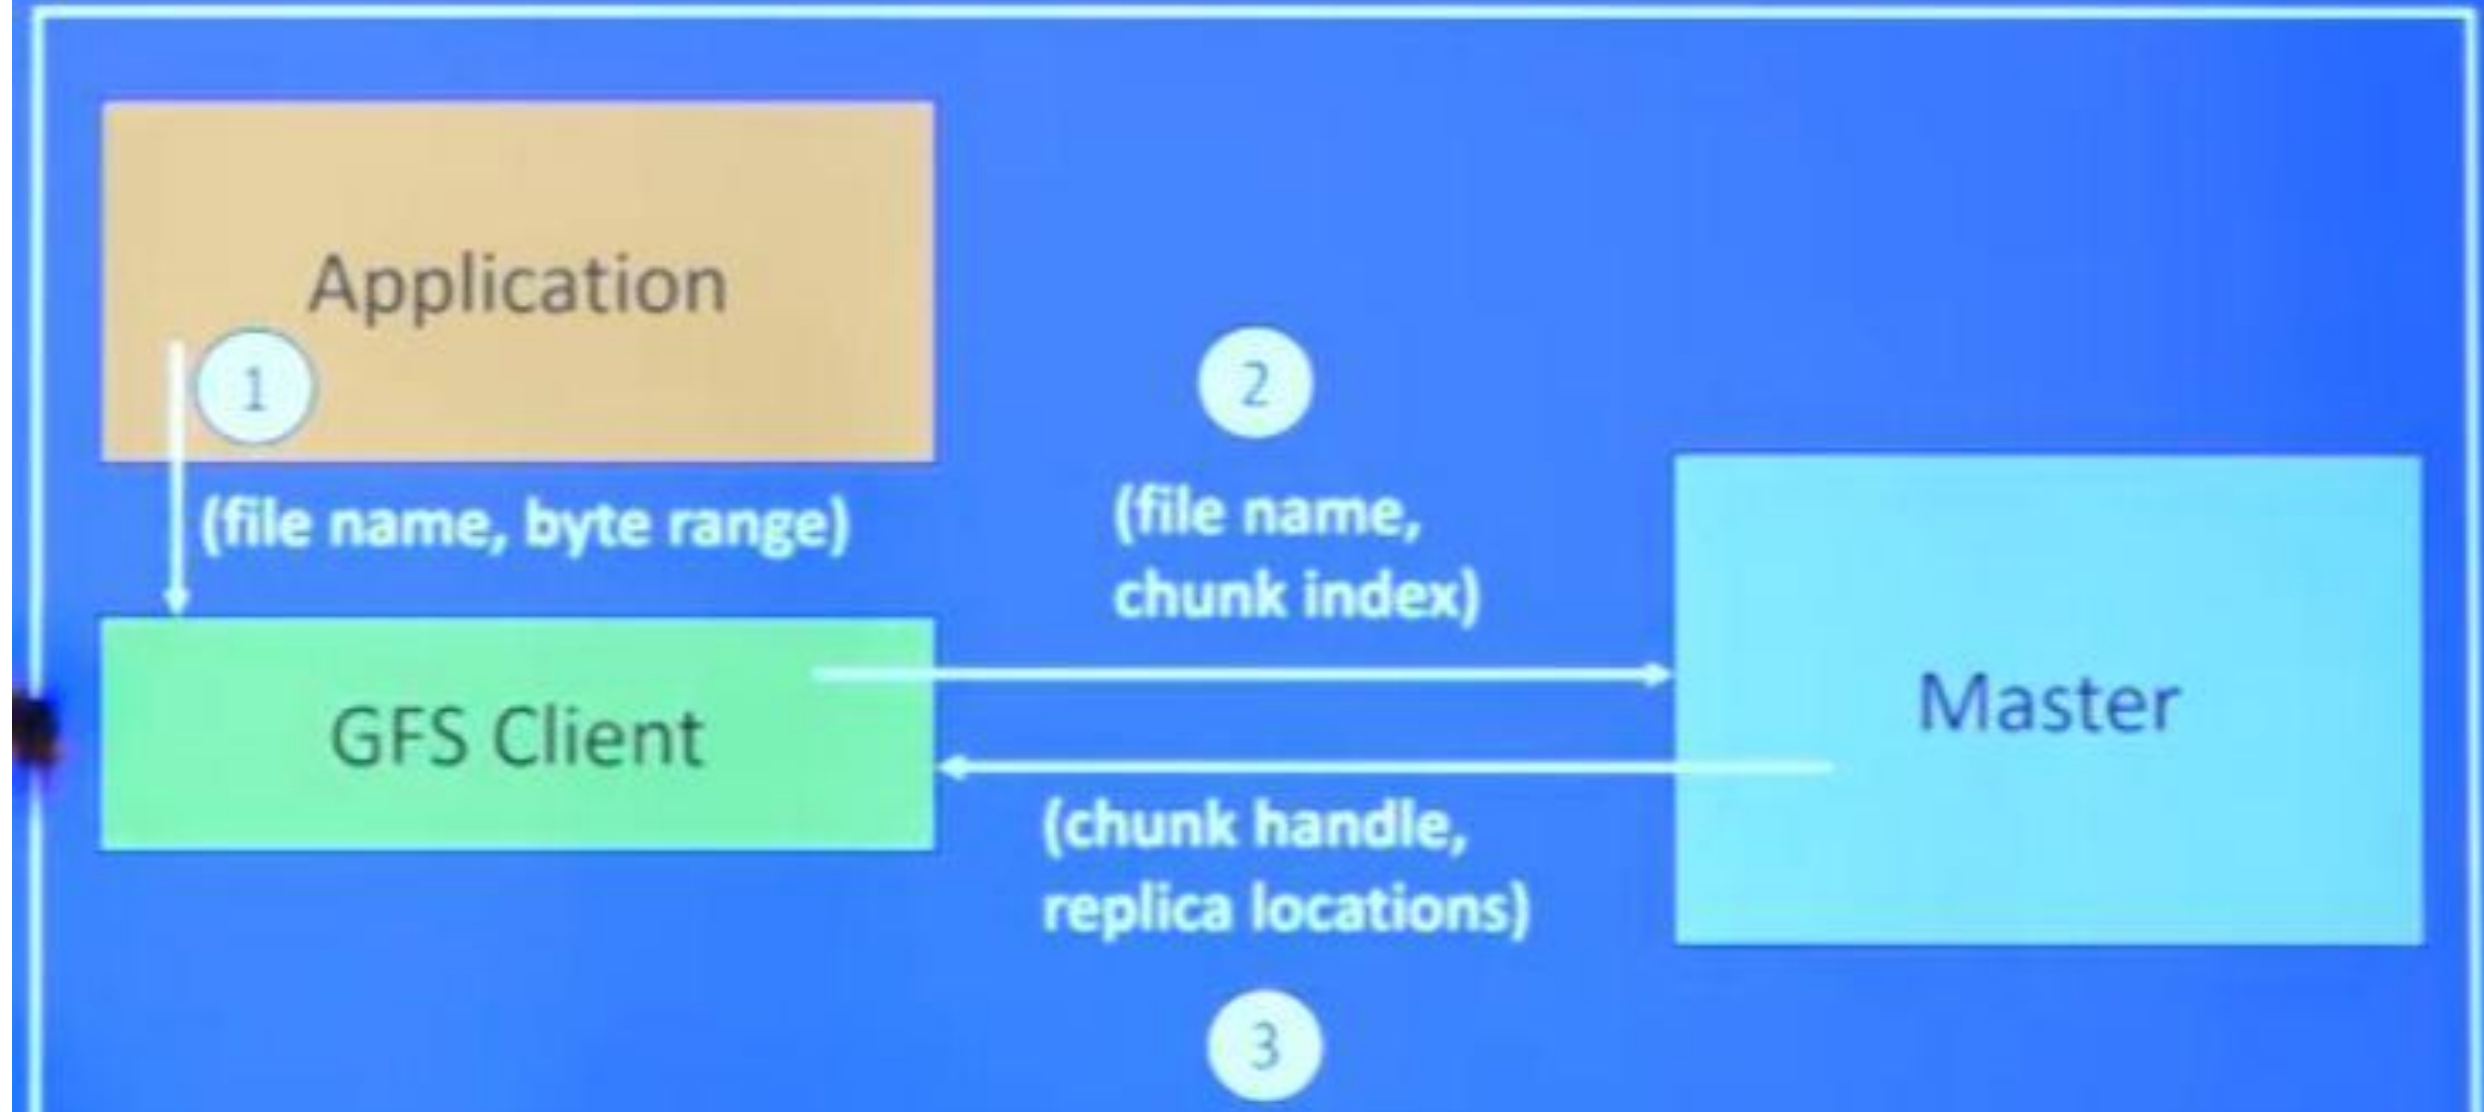 Application
1
(file name, byte range)
GFS Client
2
(file name,
chunk index)
Master
(chunk handle,
replica locations)
3